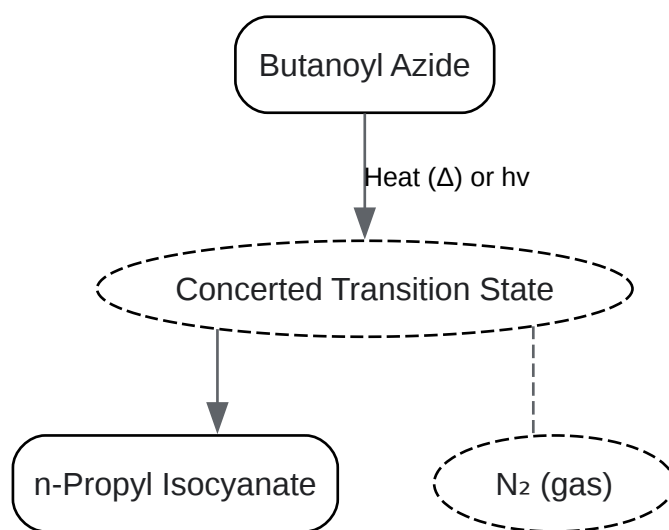 Butanoyl Azide
Heat (Δ) or hv
Concerted Transition State
n-Propyl Isocyanate
N₂ (gas)